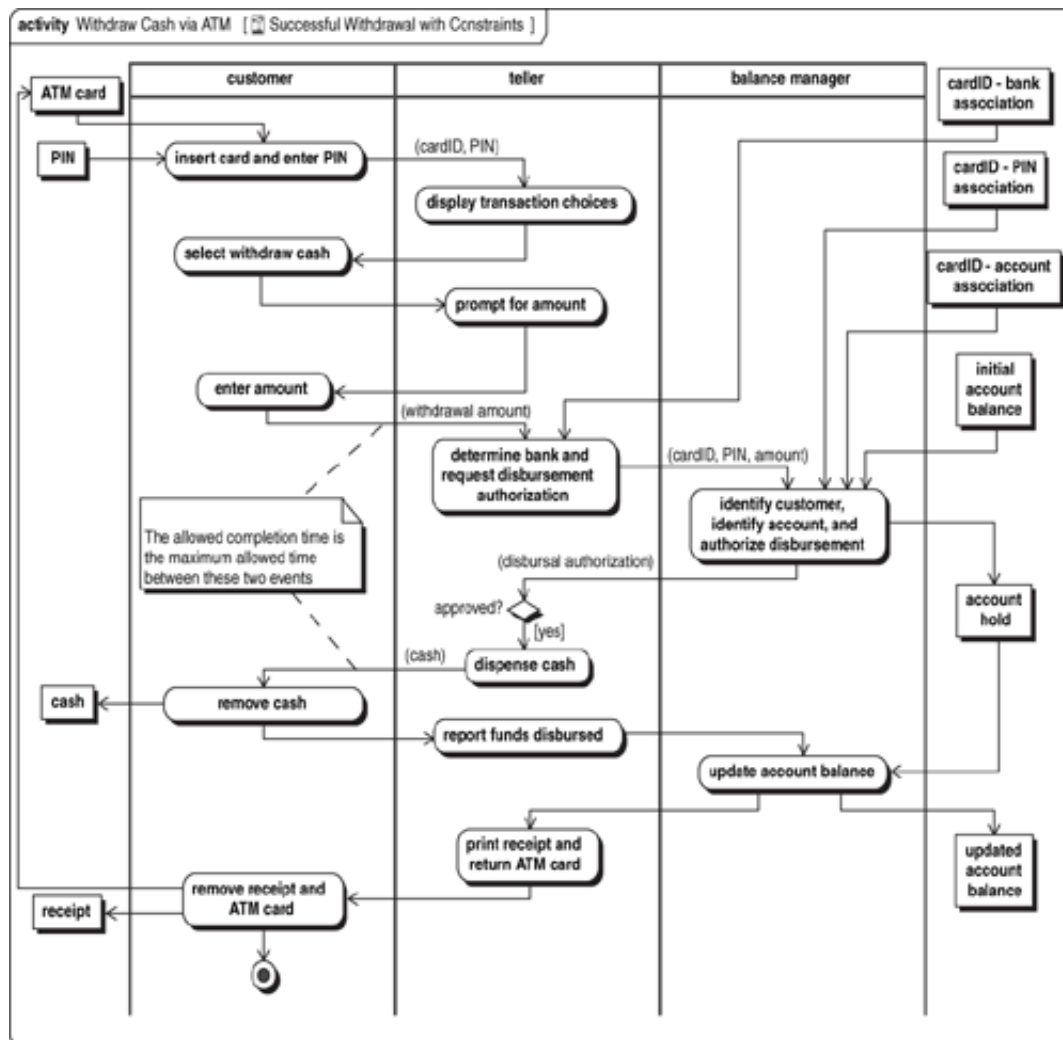 activity Withdraw Cash via ATM [ Successful Withdrawal with Constraints ]
customer
teller
balance manager
ATM card
cardID - bank
association
PIN
insert card and enter PIN
(cardID, PIN)
cardID - PIN
association
display transaction choices
select withdraw cash
cardID - account
association
prompt for amount
initial
account
balance
enter amount
(withdrawal amount)
determine bank and
request disbursement
authorization
(cardID, PIN, amount)
identify customer,
identify account, and
authorize disbursement
The allowed completion time is
the maximum allowed time
between these two events
(disbursal authorization)
account
hold
approved?
[yes]
(cash)
dispense cash
cash
remove cash
report funds disbursed
update account balance
print receipt and
return ATM card
updated
account
balance
remove receipt and
ATM card
receipt